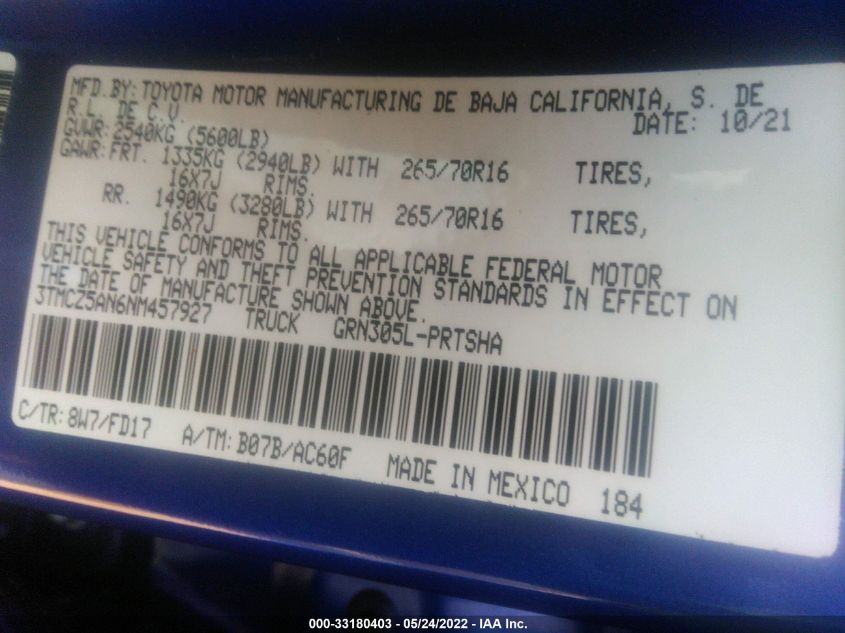 MFD.BY:TOYOTA MOTOR MANUFACTURING DE BAJA CALIFORNIA, S. DE
R.L. DE C.V. DATE: 10/21
GVWR:2540KG (5600LB)
GAWR:FRT. 1335KG (2940LB) WITH 265/70R16 TIRES,
16X7J RIMS.
RR. 1490KG (3280LB) WITH 265/70R16 TIRES,
16X7J RIMS.
THIS VEHICLE CONFORMS TO ALL APPLICABLE FEDERAL MOTOR
VEHICLE SAFETY AND THEFT PREVENTION STANDARDS IN EFFECT ON
THE DATE OF MANUFACTURE SHOWN ABOVE.
3TMCZ5AN6NM457927 TRUCK GRN305L-PRTSHA
C/TR:8W7/FD17 A/TM:B07B/AC60F MADE IN MEXICO 184
000-33180403 - 05/24/2022 - IAA Inc.